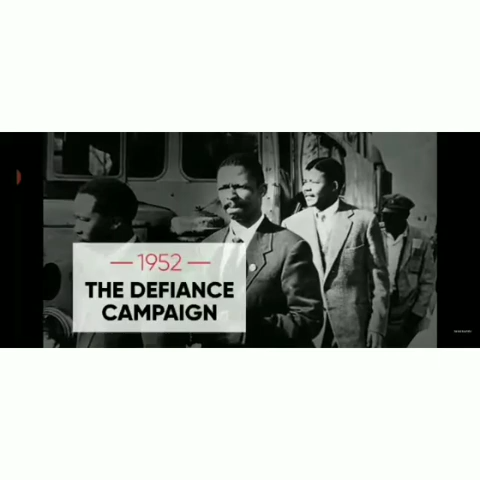 — 1952 —
THE DEFIANCE
CAMPAIGN